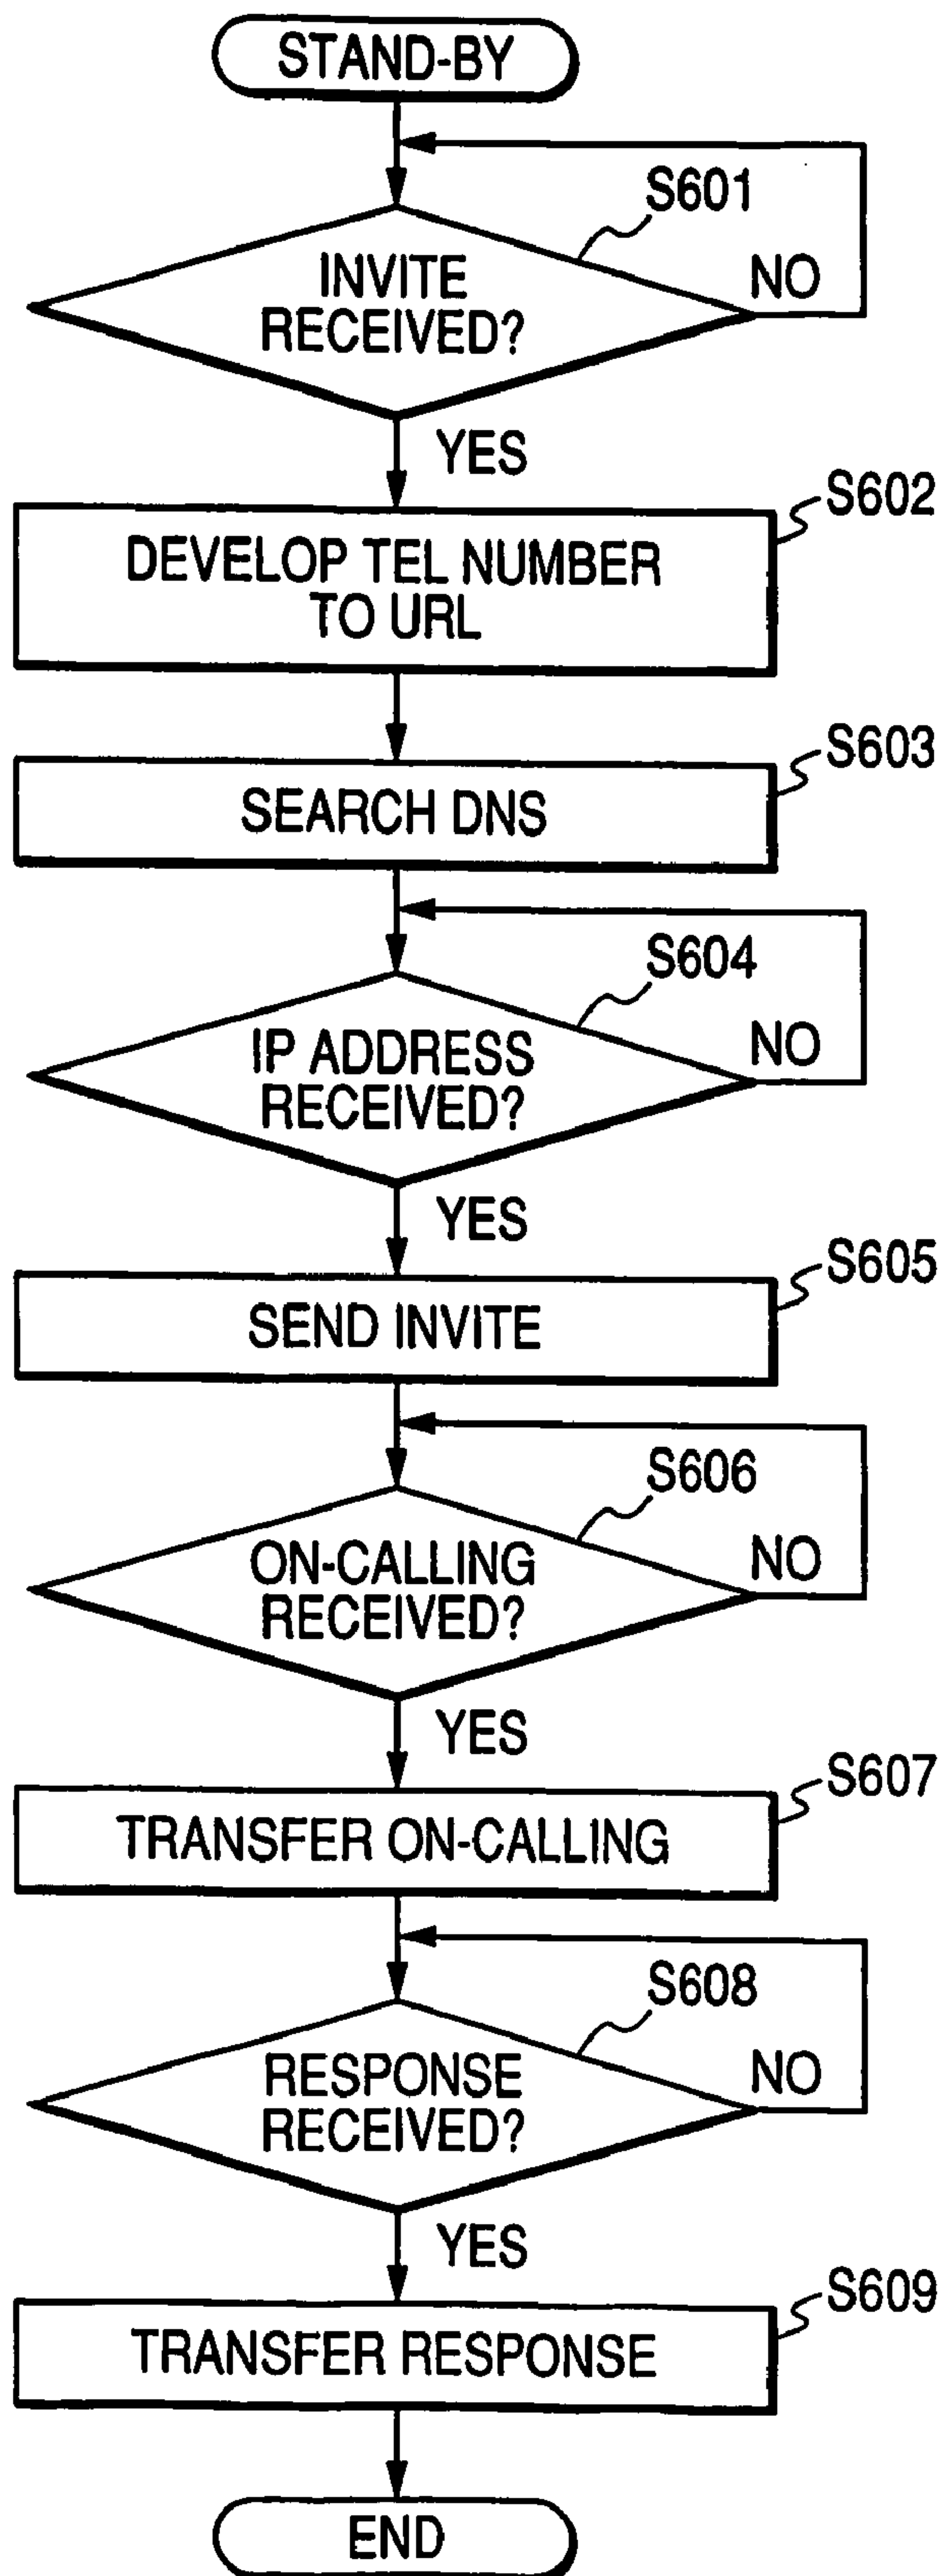 STAND-BY
S601
INVITE
RECEIVED?
NO
YES
S602
DEVELOP TEL NUMBER
TO URL
S603
SEARCH DNS
S604
IP ADDRESS
RECEIVED?
NO
YES
S605
SEND INVITE
S606
ON-CALLING
RECEIVED?
NO
YES
S607
TRANSFER ON-CALLING
S608
RESPONSE
RECEIVED?
NO
YES
S609
TRANSFER RESPONSE
END